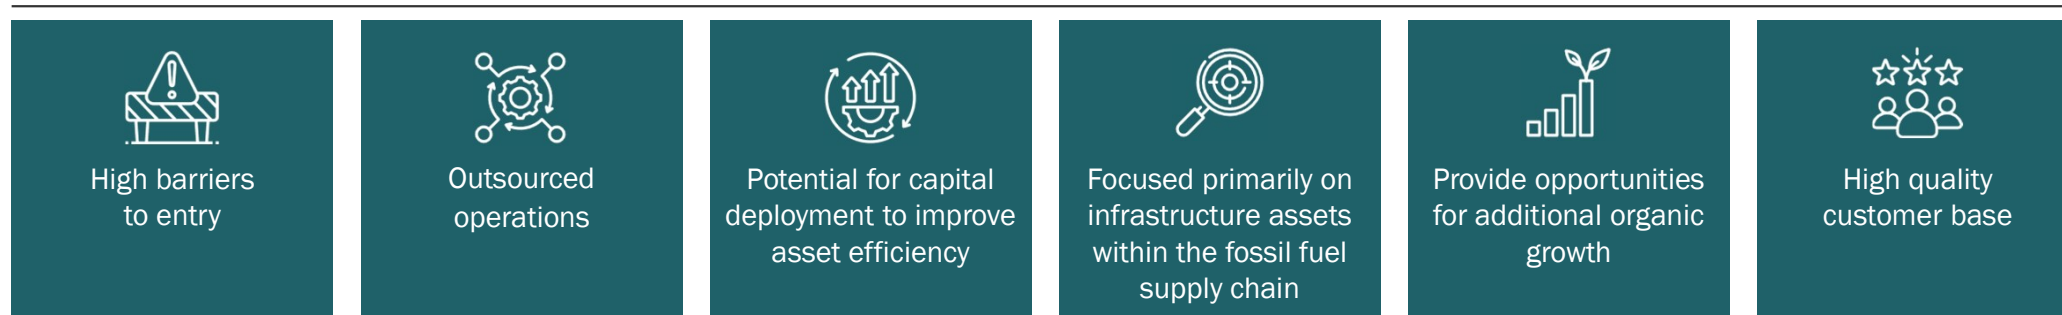 High barriers
to entry
Outsourced
operations
Potential for capital
deployment to improve
asset efficiency
Focused primarily on
infrastructure assets
within the fossil fuel
supply chain
Provide opportunities
for additional organic
growth
High quality
customer base